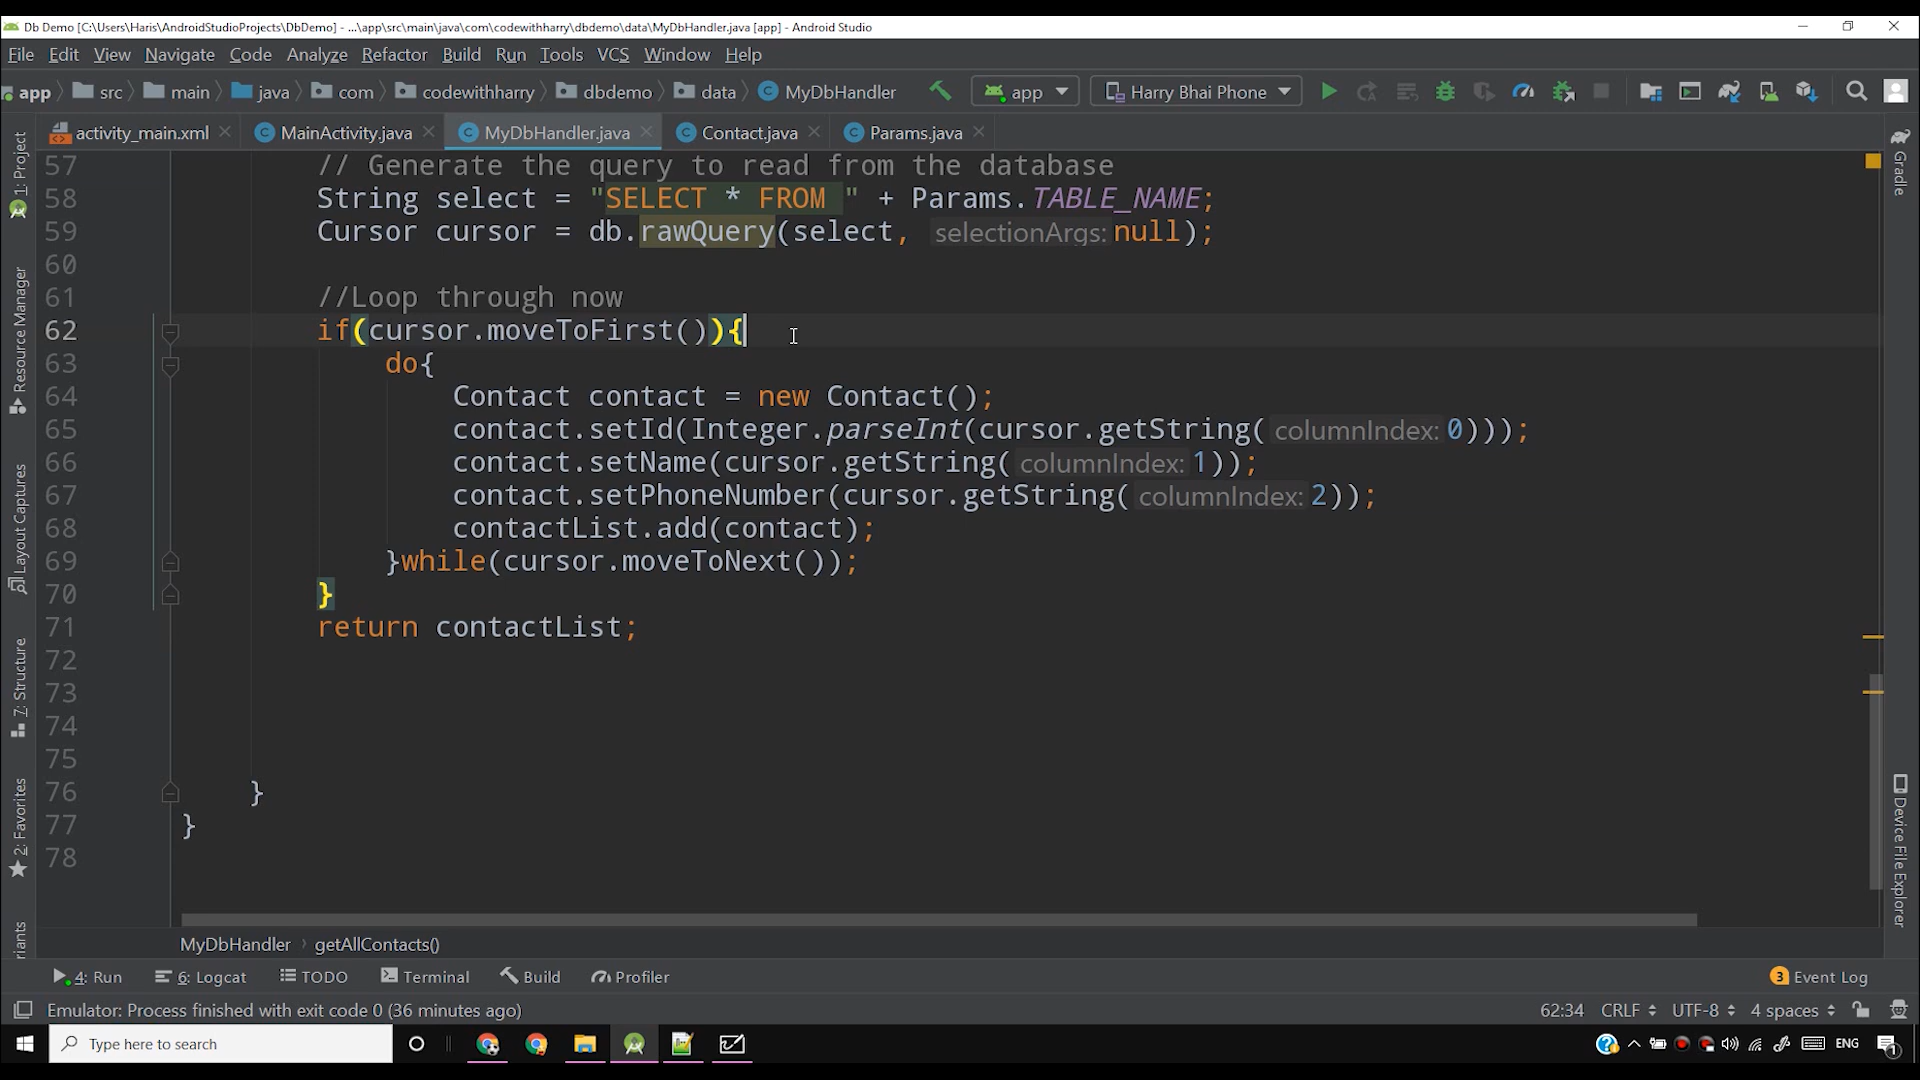 Db Demo [C:\Users\Haris\AndroidStudioProjects\DbDemo] - ...\app\src\main\java\com\codewithharry\dbdemo\data\MyDbHandler.java [app] - Android Studio
File Edit View Navigate Code Analyze Refactor Build Run Tools VCS Window Help
app src main java com codewithharry dbdemo data MyDbHandler app Harry Bhai Phone
activity_main.xml MainActivity.java MyDbHandler.java Contact.java Params.java
1: Project
Resource Manager
Layout Captures
7: Structure
2: Favorites
iants
57 // Generate the query to read from the database
58 String select = "SELECT * FROM " + Params.TABLE_NAME;
59 Cursor cursor = db.rawQuery(select, selectionArgs: null);
60
61 //Loop through now
62 if(cursor.moveToFirst()){
63 do{
64 Contact contact = new Contact();
65 contact.setId(Integer.parseInt(cursor.getString( columnIndex: 0)));
66 contact.setName(cursor.getString( columnIndex: 1));
67 contact.setPhoneNumber(cursor.getString( columnIndex: 2));
68 contactList.add(contact);
69 }while(cursor.moveToNext());
70 }
71 return contactList;
72
73
74
75
76 }
77 }
78
Gradle
Device File Explorer
MyDbHandler › getAllContacts()
4: Run 6: Logcat TODO Terminal Build Profiler 3 Event Log
Emulator: Process finished with exit code 0 (36 minutes ago) 62:34 CRLF UTF-8 4 spaces
Type here to search ENG 1